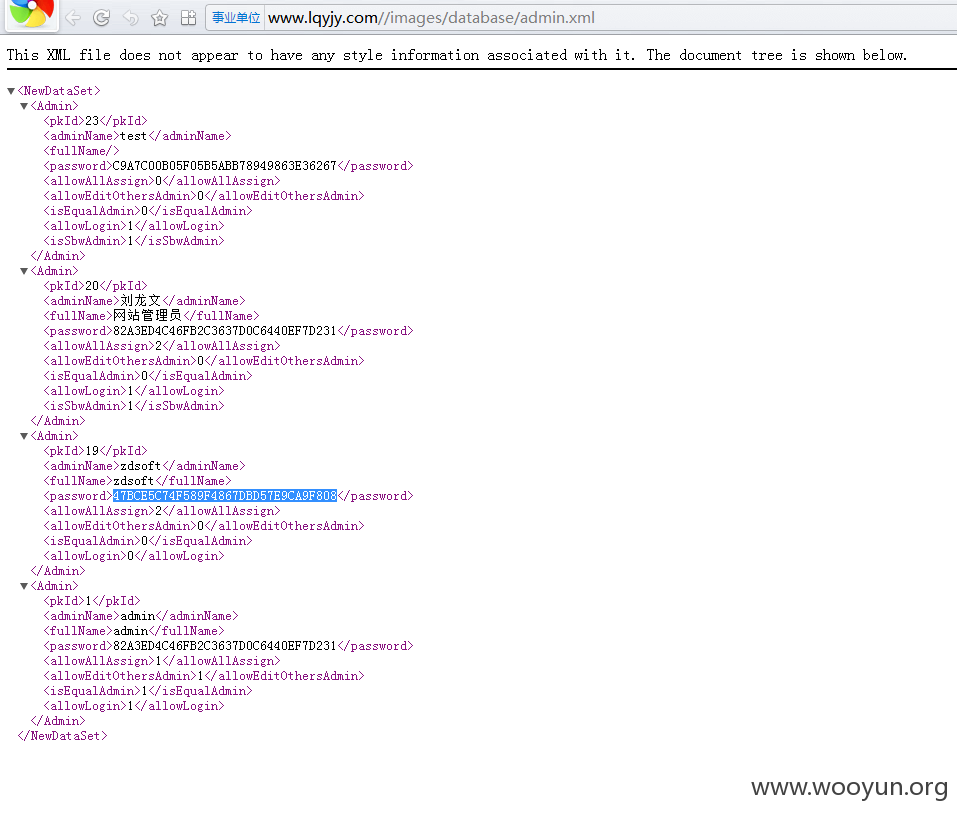 事业单位 www.lqyjy.com//images/database/admin.xml
This XML file does not appear to have any style information associated with it. The document tree is shown below.
▼<NewDataSet>
▼<Admin>
<pkId>23</pkId>
<adminName>test</adminName>
<fullName/>
<password>C9A7C00B05F05B5ABB78949863E36267</password>
<allowAllAssign>0</allowAllAssign>
<allowEditOthersAdmin>0</allowEditOthersAdmin>
<isEqualAdmin>0</isEqualAdmin>
<allowLogin>1</allowLogin>
<isSbwAdmin>1</isSbwAdmin>
</Admin>
▼<Admin>
<pkId>20</pkId>
<adminName>刘龙文</adminName>
<fullName>网站管理员</fullName>
<password>82A3ED4C46FB2C3637D0C6440EF7D231</password>
<allowAllAssign>2</allowAllAssign>
<allowEditOthersAdmin>0</allowEditOthersAdmin>
<isEqualAdmin>0</isEqualAdmin>
<allowLogin>1</allowLogin>
<isSbwAdmin>1</isSbwAdmin>
</Admin>
▼<Admin>
<pkId>19</pkId>
<adminName>zdsoft</adminName>
<fullName>zdsoft</fullName>
<password>47BCE5C74F589F4867DBD57E9CA9F808</password>
<allowAllAssign>2</allowAllAssign>
<allowEditOthersAdmin>0</allowEditOthersAdmin>
<isEqualAdmin>0</isEqualAdmin>
<allowLogin>0</allowLogin>
</Admin>
▼<Admin>
<pkId>1</pkId>
<adminName>admin</adminName>
<fullName>admin</fullName>
<password>82A3ED4C46FB2C3637D0C6440EF7D231</password>
<allowAllAssign>1</allowAllAssign>
<allowEditOthersAdmin>1</allowEditOthersAdmin>
<isEqualAdmin>1</isEqualAdmin>
<allowLogin>1</allowLogin>
</Admin>
</NewDataSet>
www.wooyun.org